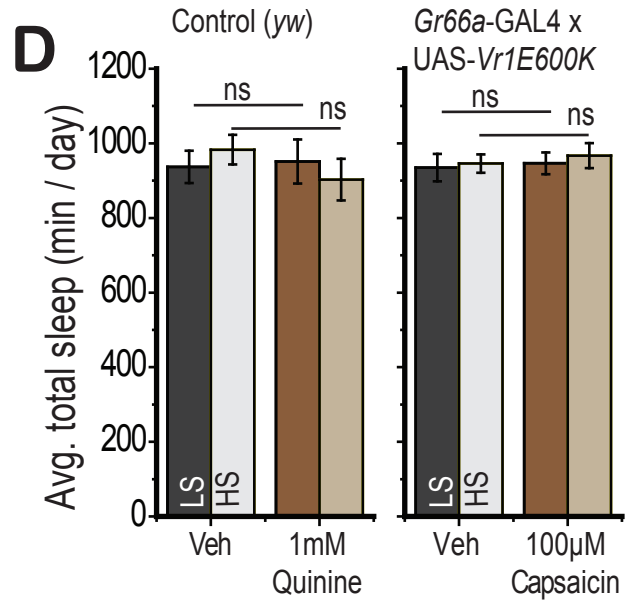 D
Control (yw)
Gr66a-GAL4 x
UAS-Vr1E600K
Avg. total sleep (min / day)
1200
1000
800
600
400
200
0
ns
ns
ns
ns
LS
HS
LS
HS
Veh
1mM
Quinine
Veh
100µM
Capsaicin